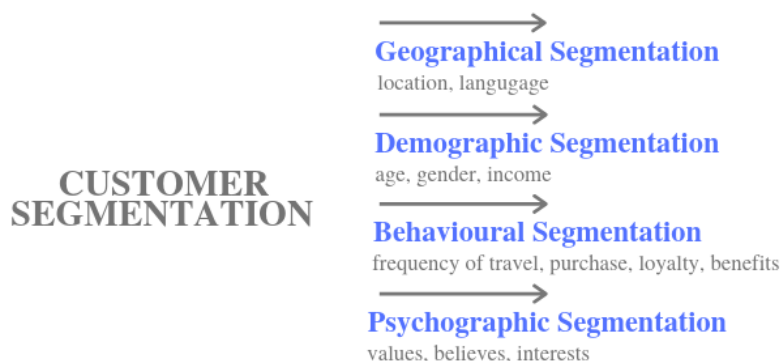 CUSTOMER
SEGMENTATION
Geographical Segmentation
location, langugage
Demographic Segmentation
age, gender, income
Behavioural Segmentation
frequency of travel, purchase, loyalty, benefits
Psychographic Segmentation
values, believes, interests